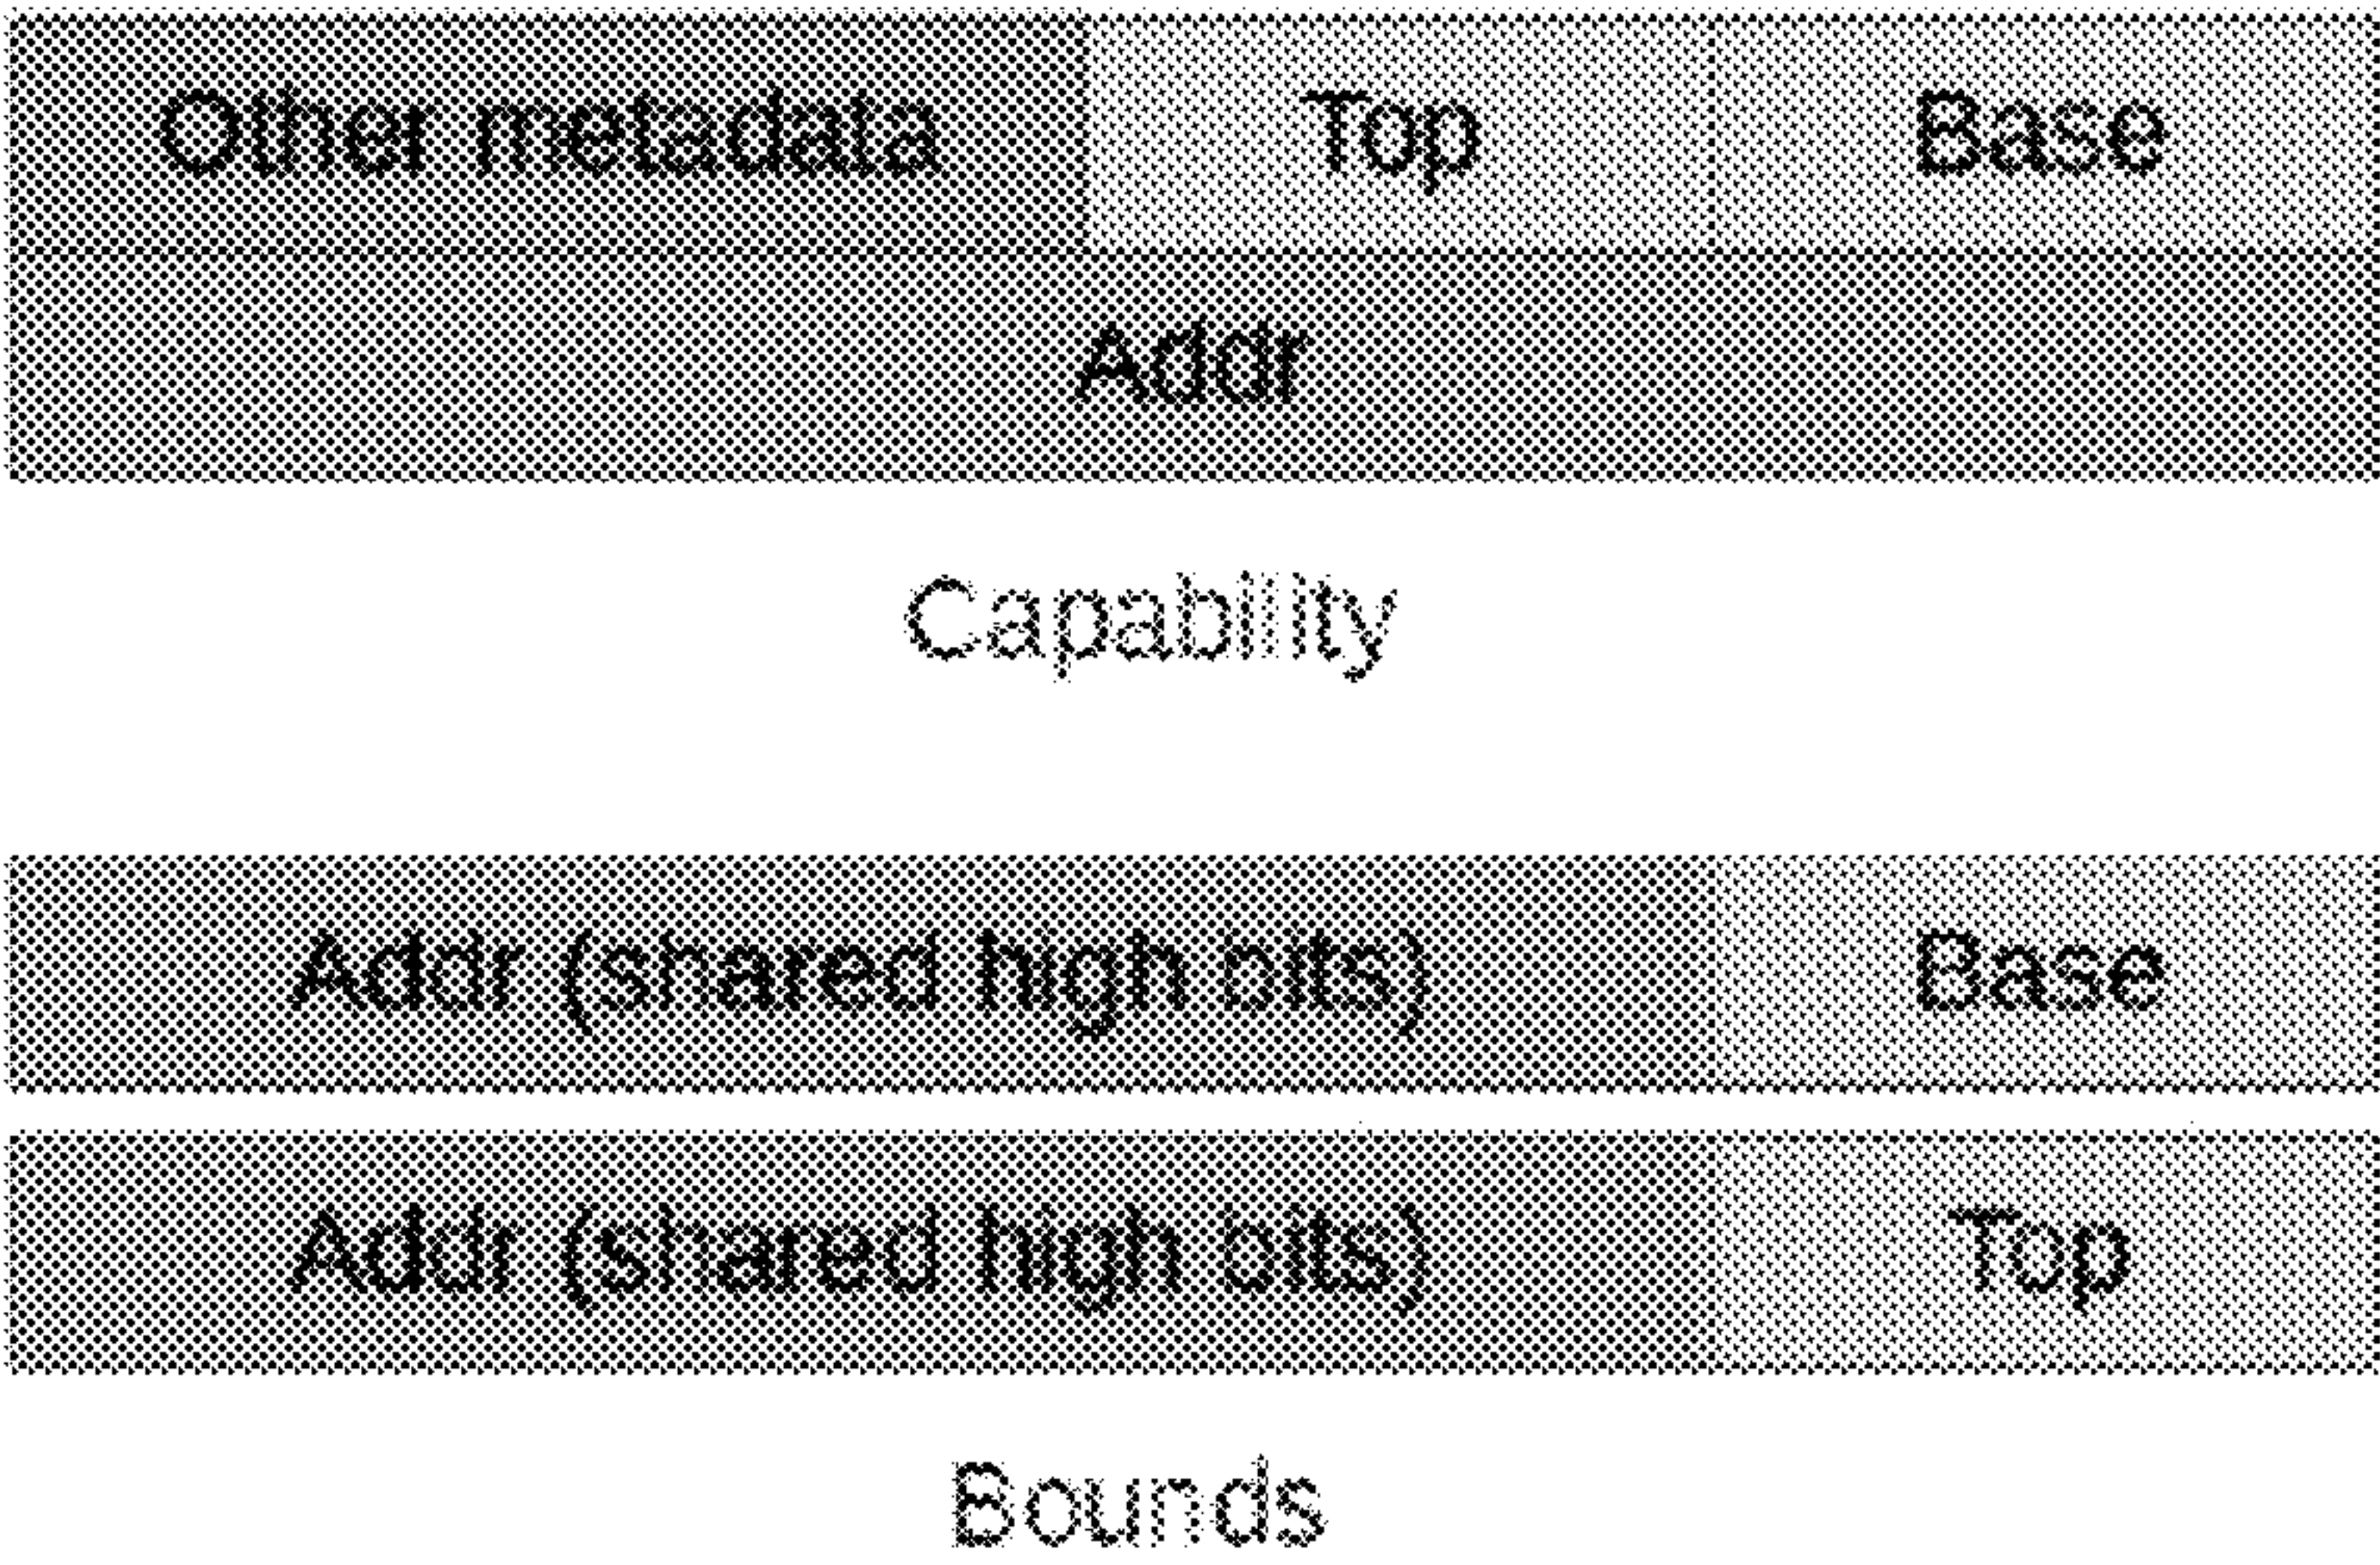 Other metadata Top Base
Addr
Capability
Addr (shared high bits) Base
Addr (shared high bits) Top
Bounds